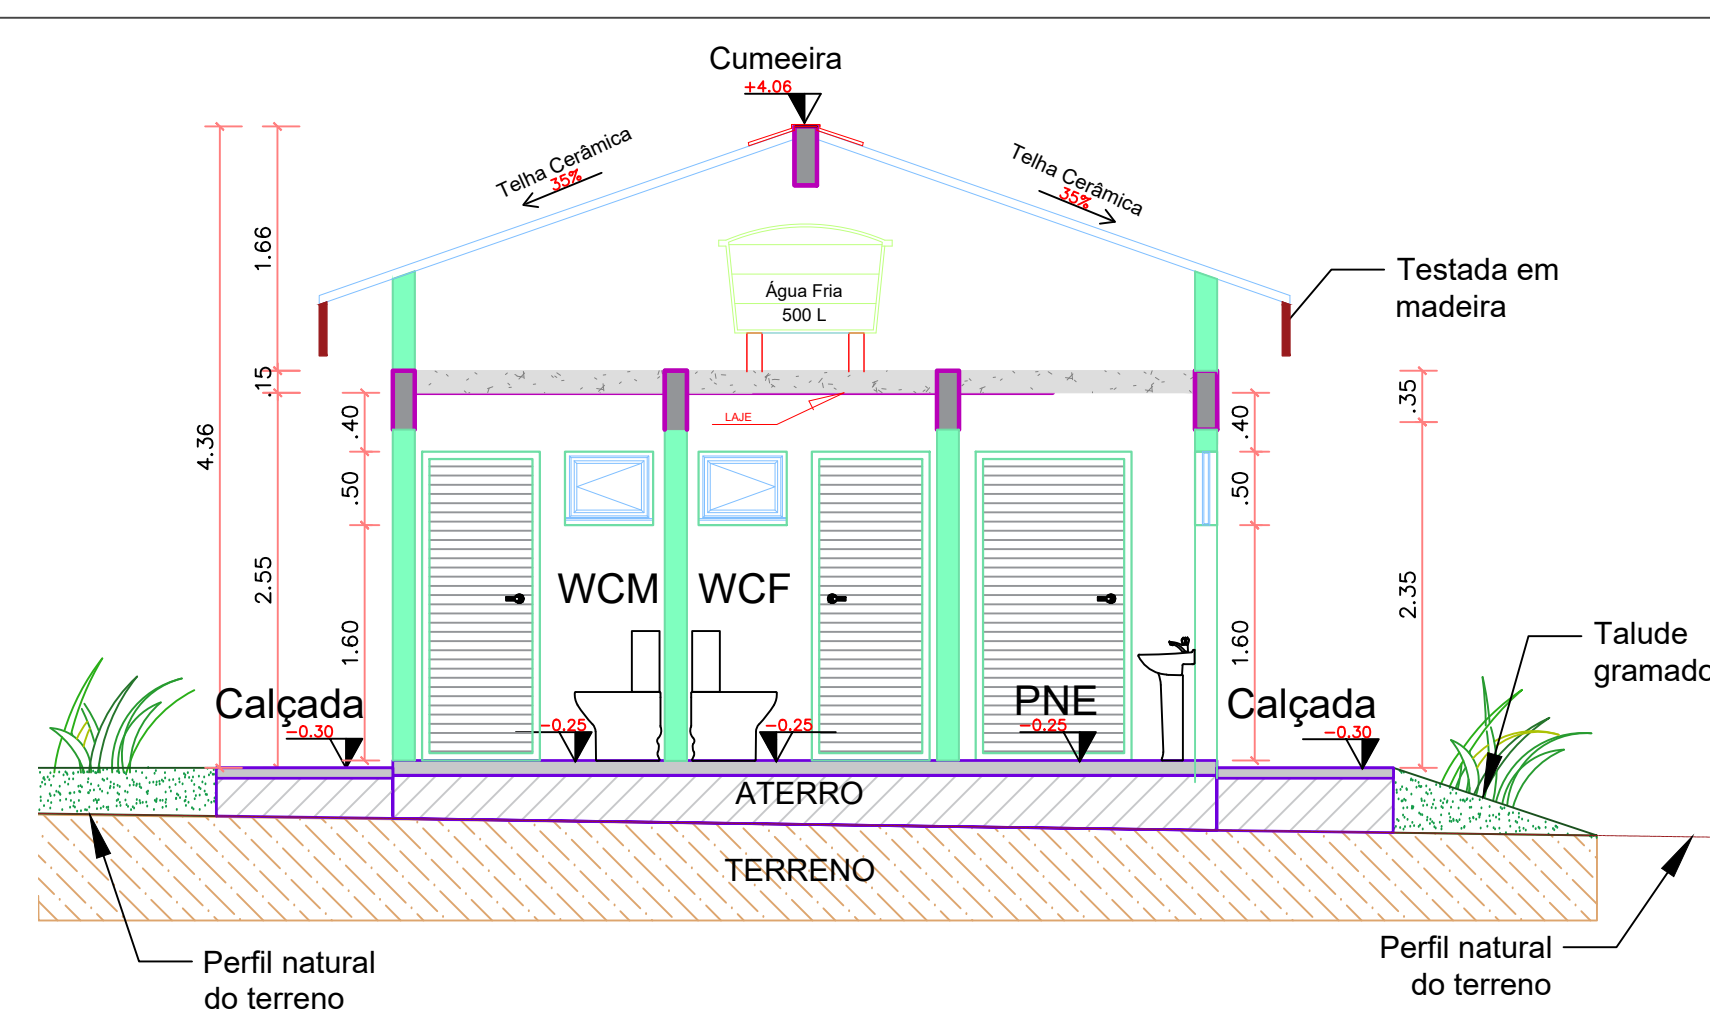 Cumeeira
+4.06
Telha Cerâmica
35%
Telha Cerâmica
35%
1.66
Testada em
madeira
Água Fria
500 L
.15
.35
.40
.40
LAJE
4.36
.50
.50
2.55
2.35
WCM
WCF
1.60
1.60
Talude
gramado
Calçada
-0.30
-0.25
-0.25
PNE
-0.25
Calçada
-0.30
ATERRO
TERRENO
Perfil natural
do terreno
Perfil natural
do terreno